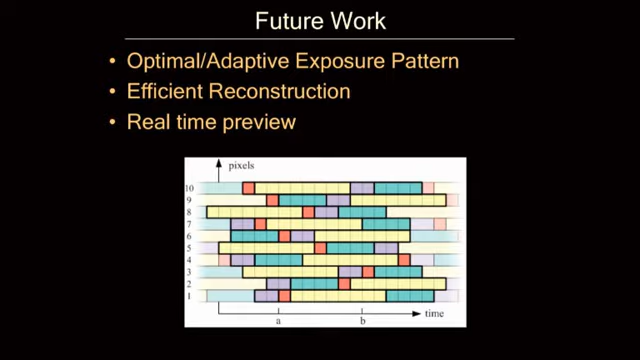 Future Work
• Optimal/Adaptive Exposure Pattern
• Efficient Reconstruction
• Real time preview
pixels
10
9
8
7
6
5
4
3
2
1
time
a b